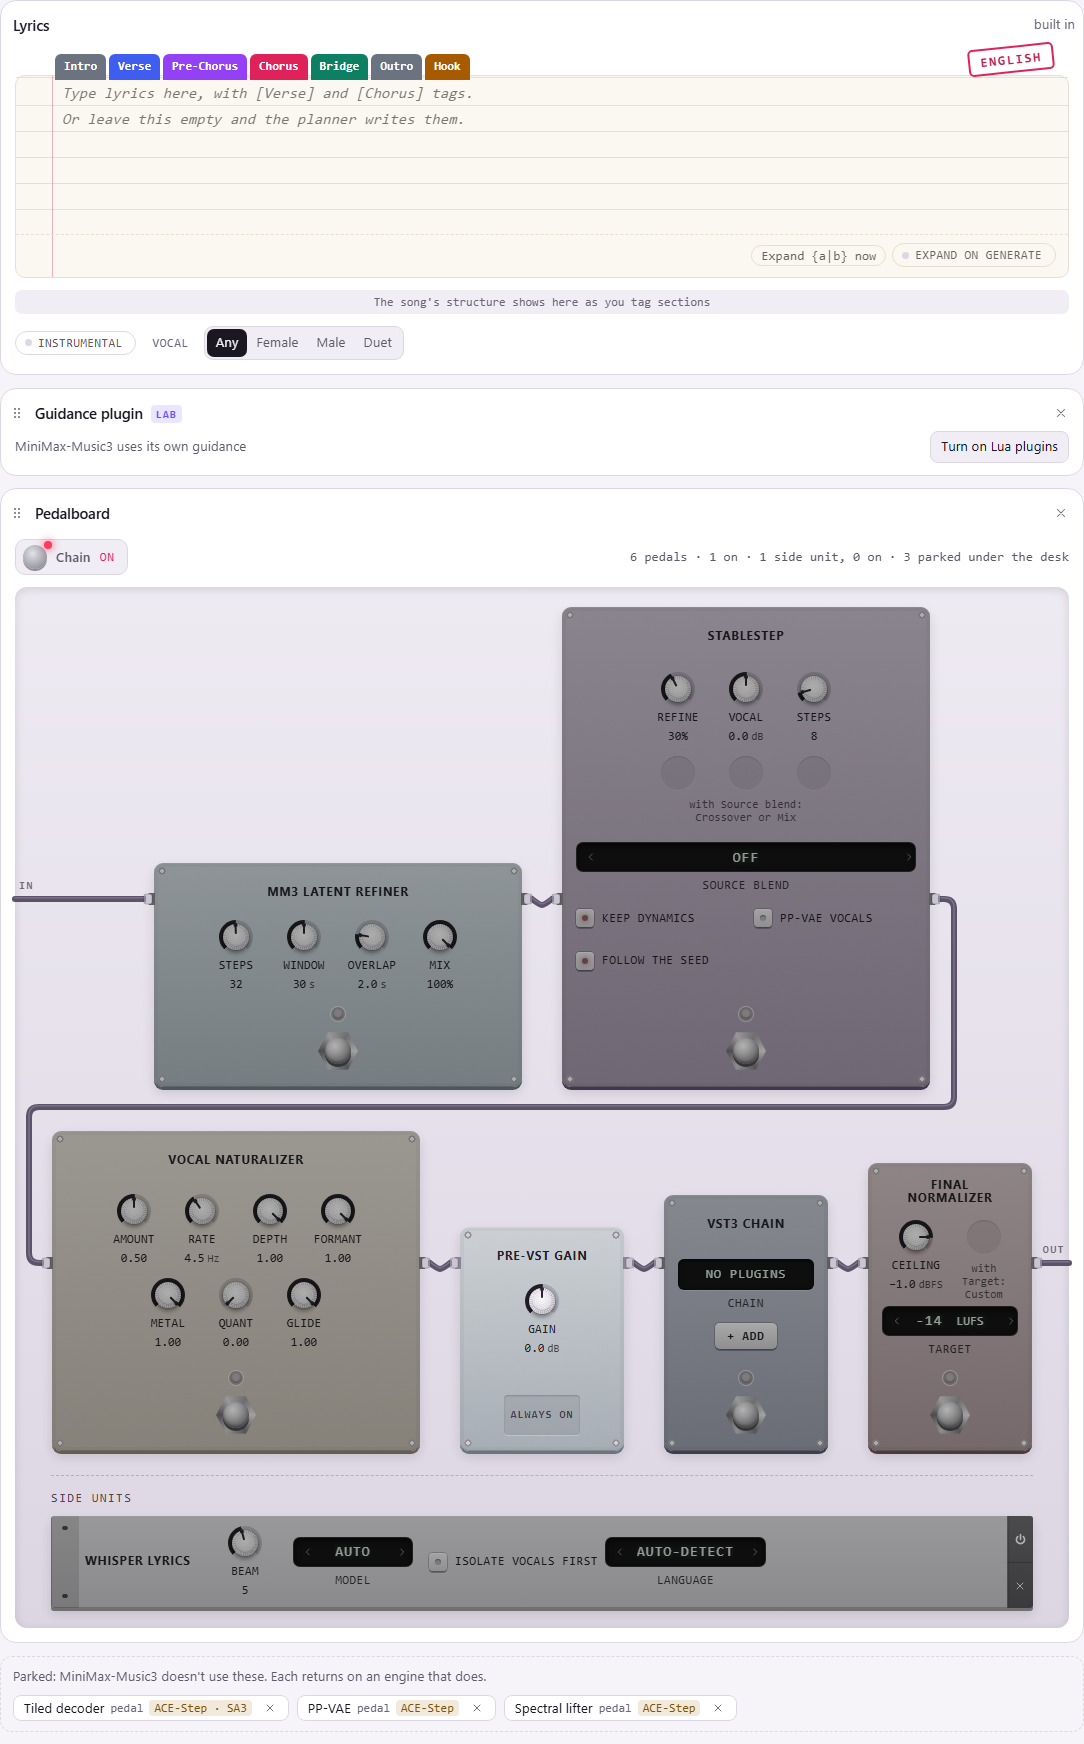 Lyrics
built in
Intro Verse Pre-Chorus Chorus Bridge Outro Hook
ENGLISH
Type lyrics here, with [Verse] and [Chorus] tags.
Or leave this empty and the planner writes them.
Expand {a|b} now
EXPAND ON GENERATE
The song's structure shows here as you tag sections
INSTRUMENTAL VOCAL Any Female Male Duet
Guidance plugin LAB
MiniMax-Music3 uses its own guidance
Turn on Lua plugins
Pedalboard
Chain ON
6 pedals · 1 on · 1 side unit, 0 on · 3 parked under the desk
STABLESTEP
REFINE VOCAL STEPS
30% 0.0 dB 8
with Source blend:
Crossover or Mix
OFF
SOURCE BLEND
KEEP DYNAMICS PP-VAE VOCALS
FOLLOW THE SEED
IN
MM3 LATENT REFINER
STEPS WINDOW OVERLAP MIX
32 30 s 2.0 s 100%
VOCAL NATURALIZER
AMOUNT RATE DEPTH FORMANT
0.50 4.5 Hz 1.00 1.00
METAL QUANT GLIDE
1.00 0.00 1.00
PRE-VST GAIN
GAIN
0.0 dB
ALWAYS ON
VST3 CHAIN
NO PLUGINS
CHAIN
+ ADD
FINAL
NORMALIZER
CEILING
-1.0 dBFS
with
Target:
Custom
-14 LUFS
TARGET
OUT
SIDE UNITS
WHISPER LYRICS
BEAM
5
AUTO
MODEL
ISOLATE VOCALS FIRST
AUTO-DETECT
LANGUAGE
Parked: MiniMax-Music3 doesn't use these. Each returns on an engine that does.
Tiled decoder pedal ACE-Step · SA3
PP-VAE pedal ACE-Step
Spectral lifter pedal ACE-Step